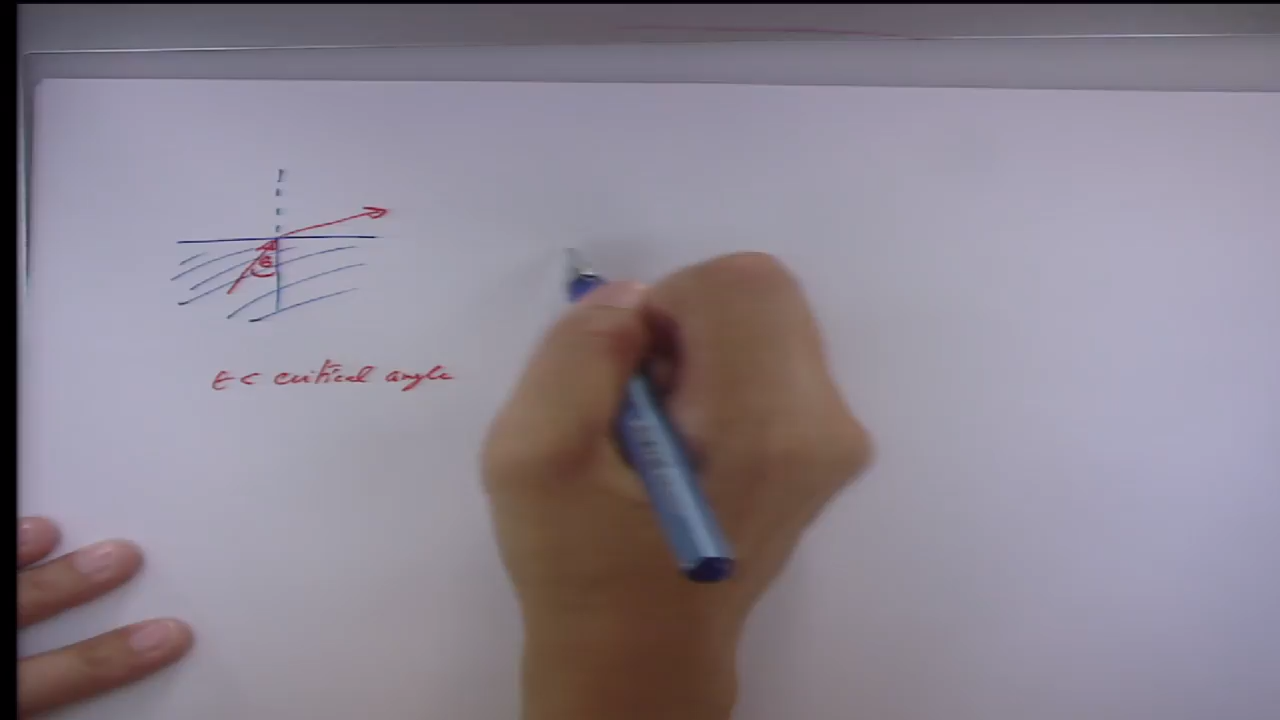 θ
t < critical angle